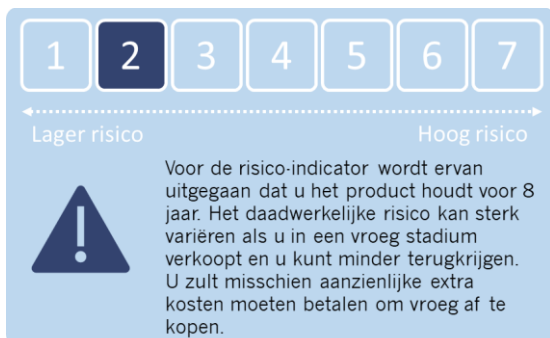 1 2 3 4 5 6 7
Lager risico Hoog risico
Voor de risico-indicator wordt ervan
uitgegaan dat u het product houdt voor 8
jaar. Het daadwerkelijke risico kan sterk
variëren als u in een vroeg stadium
verkoopt en u kunt minder terugkrijgen.
U zult misschien aanzienlijke extra
kosten moeten betalen om vroeg af te
kopen.